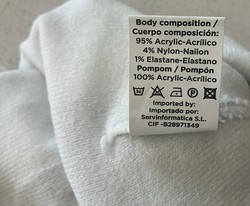 Body composition /
Cuerpo composición:
95% Acrylic-Acrílico
4% Nylon-Nailon
1% Elastane-Elastano
Pompom / Pompón
100% Acrylic-Acrílico
Imported by:
Importado por:
Servinformatica S.L.
CIF -B28971349